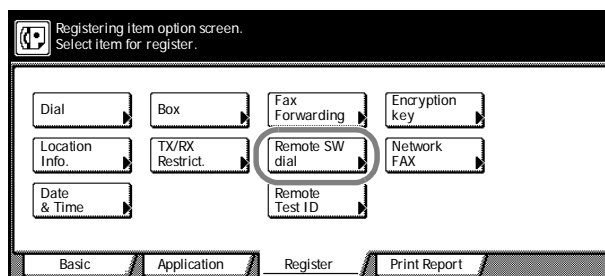 Registering item option screen.
Select item for register.
Dial
Box
Fax
Forwarding
Encryption
key
Location
Info.
TX/RX
Restrict.
Remote SW
dial
Network
FAX
Date
& Time
Remote
Test ID
Basic
Application
Register
Print Report